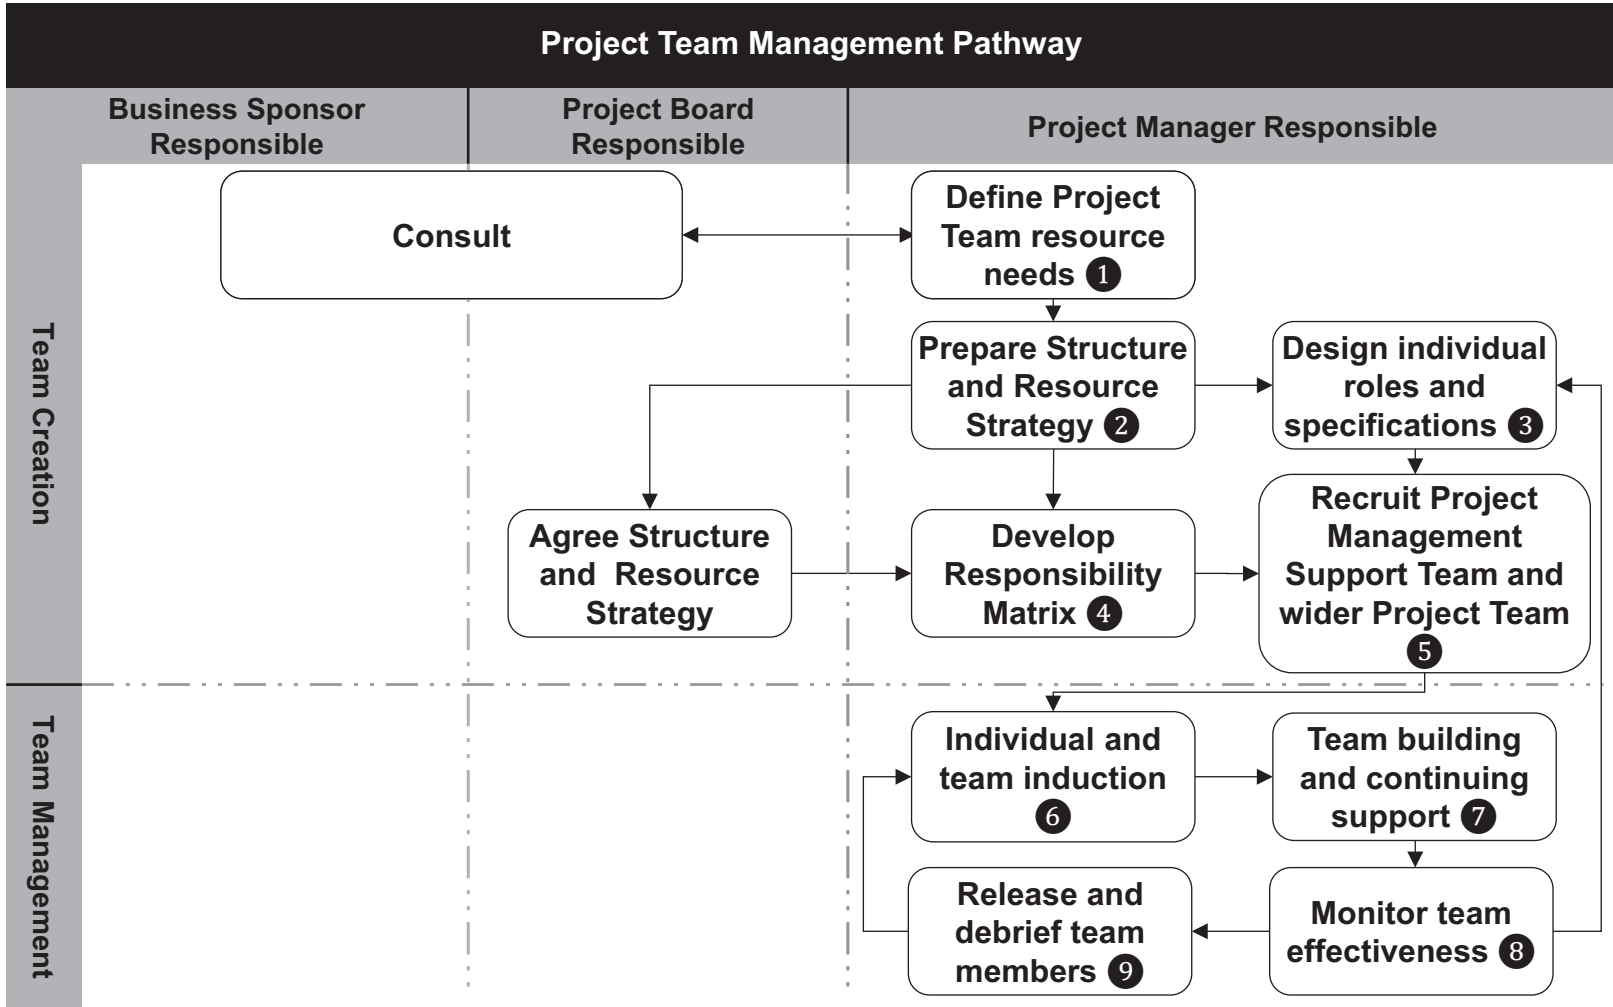 Project Team Management Pathway
Business Sponsor
Responsible
Project Board
Responsible
Project Manager Responsible
Team Creation
Consult
Define Project
Team resource
needs 1
Prepare Structure
and Resource
Strategy 2
Design individual
roles and
specifications 3
Agree Structure
and Resource
Strategy
Develop
Responsibility
Matrix 4
Recruit Project
Management
Support Team and
wider Project Team
5
Team Management
Individual and
team induction
6
Team building
and continuing
support 7
Release and
debrief team
members 9
Monitor team
effectiveness 8